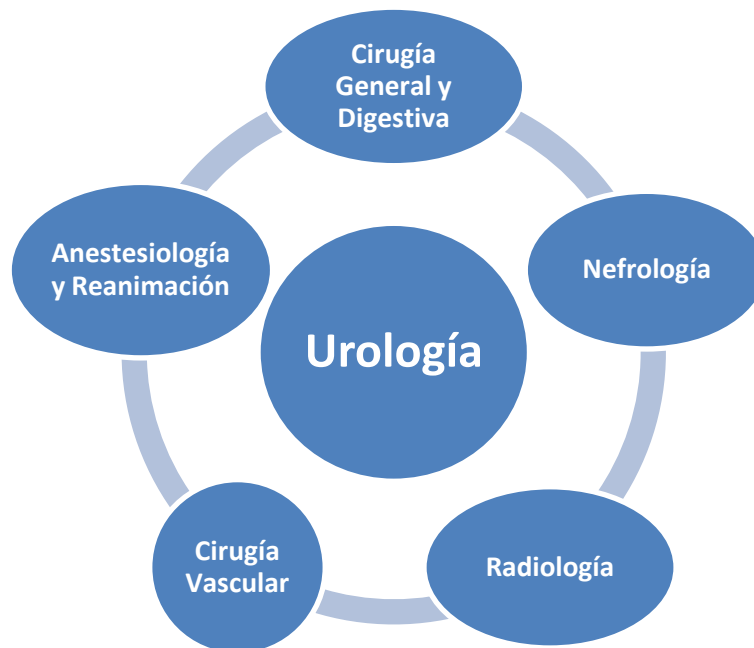 Cirugía
General y
Digestiva
Anestesiología
y Reanimación
Nefrología
Urología
Cirugía
Vascular
Radiología